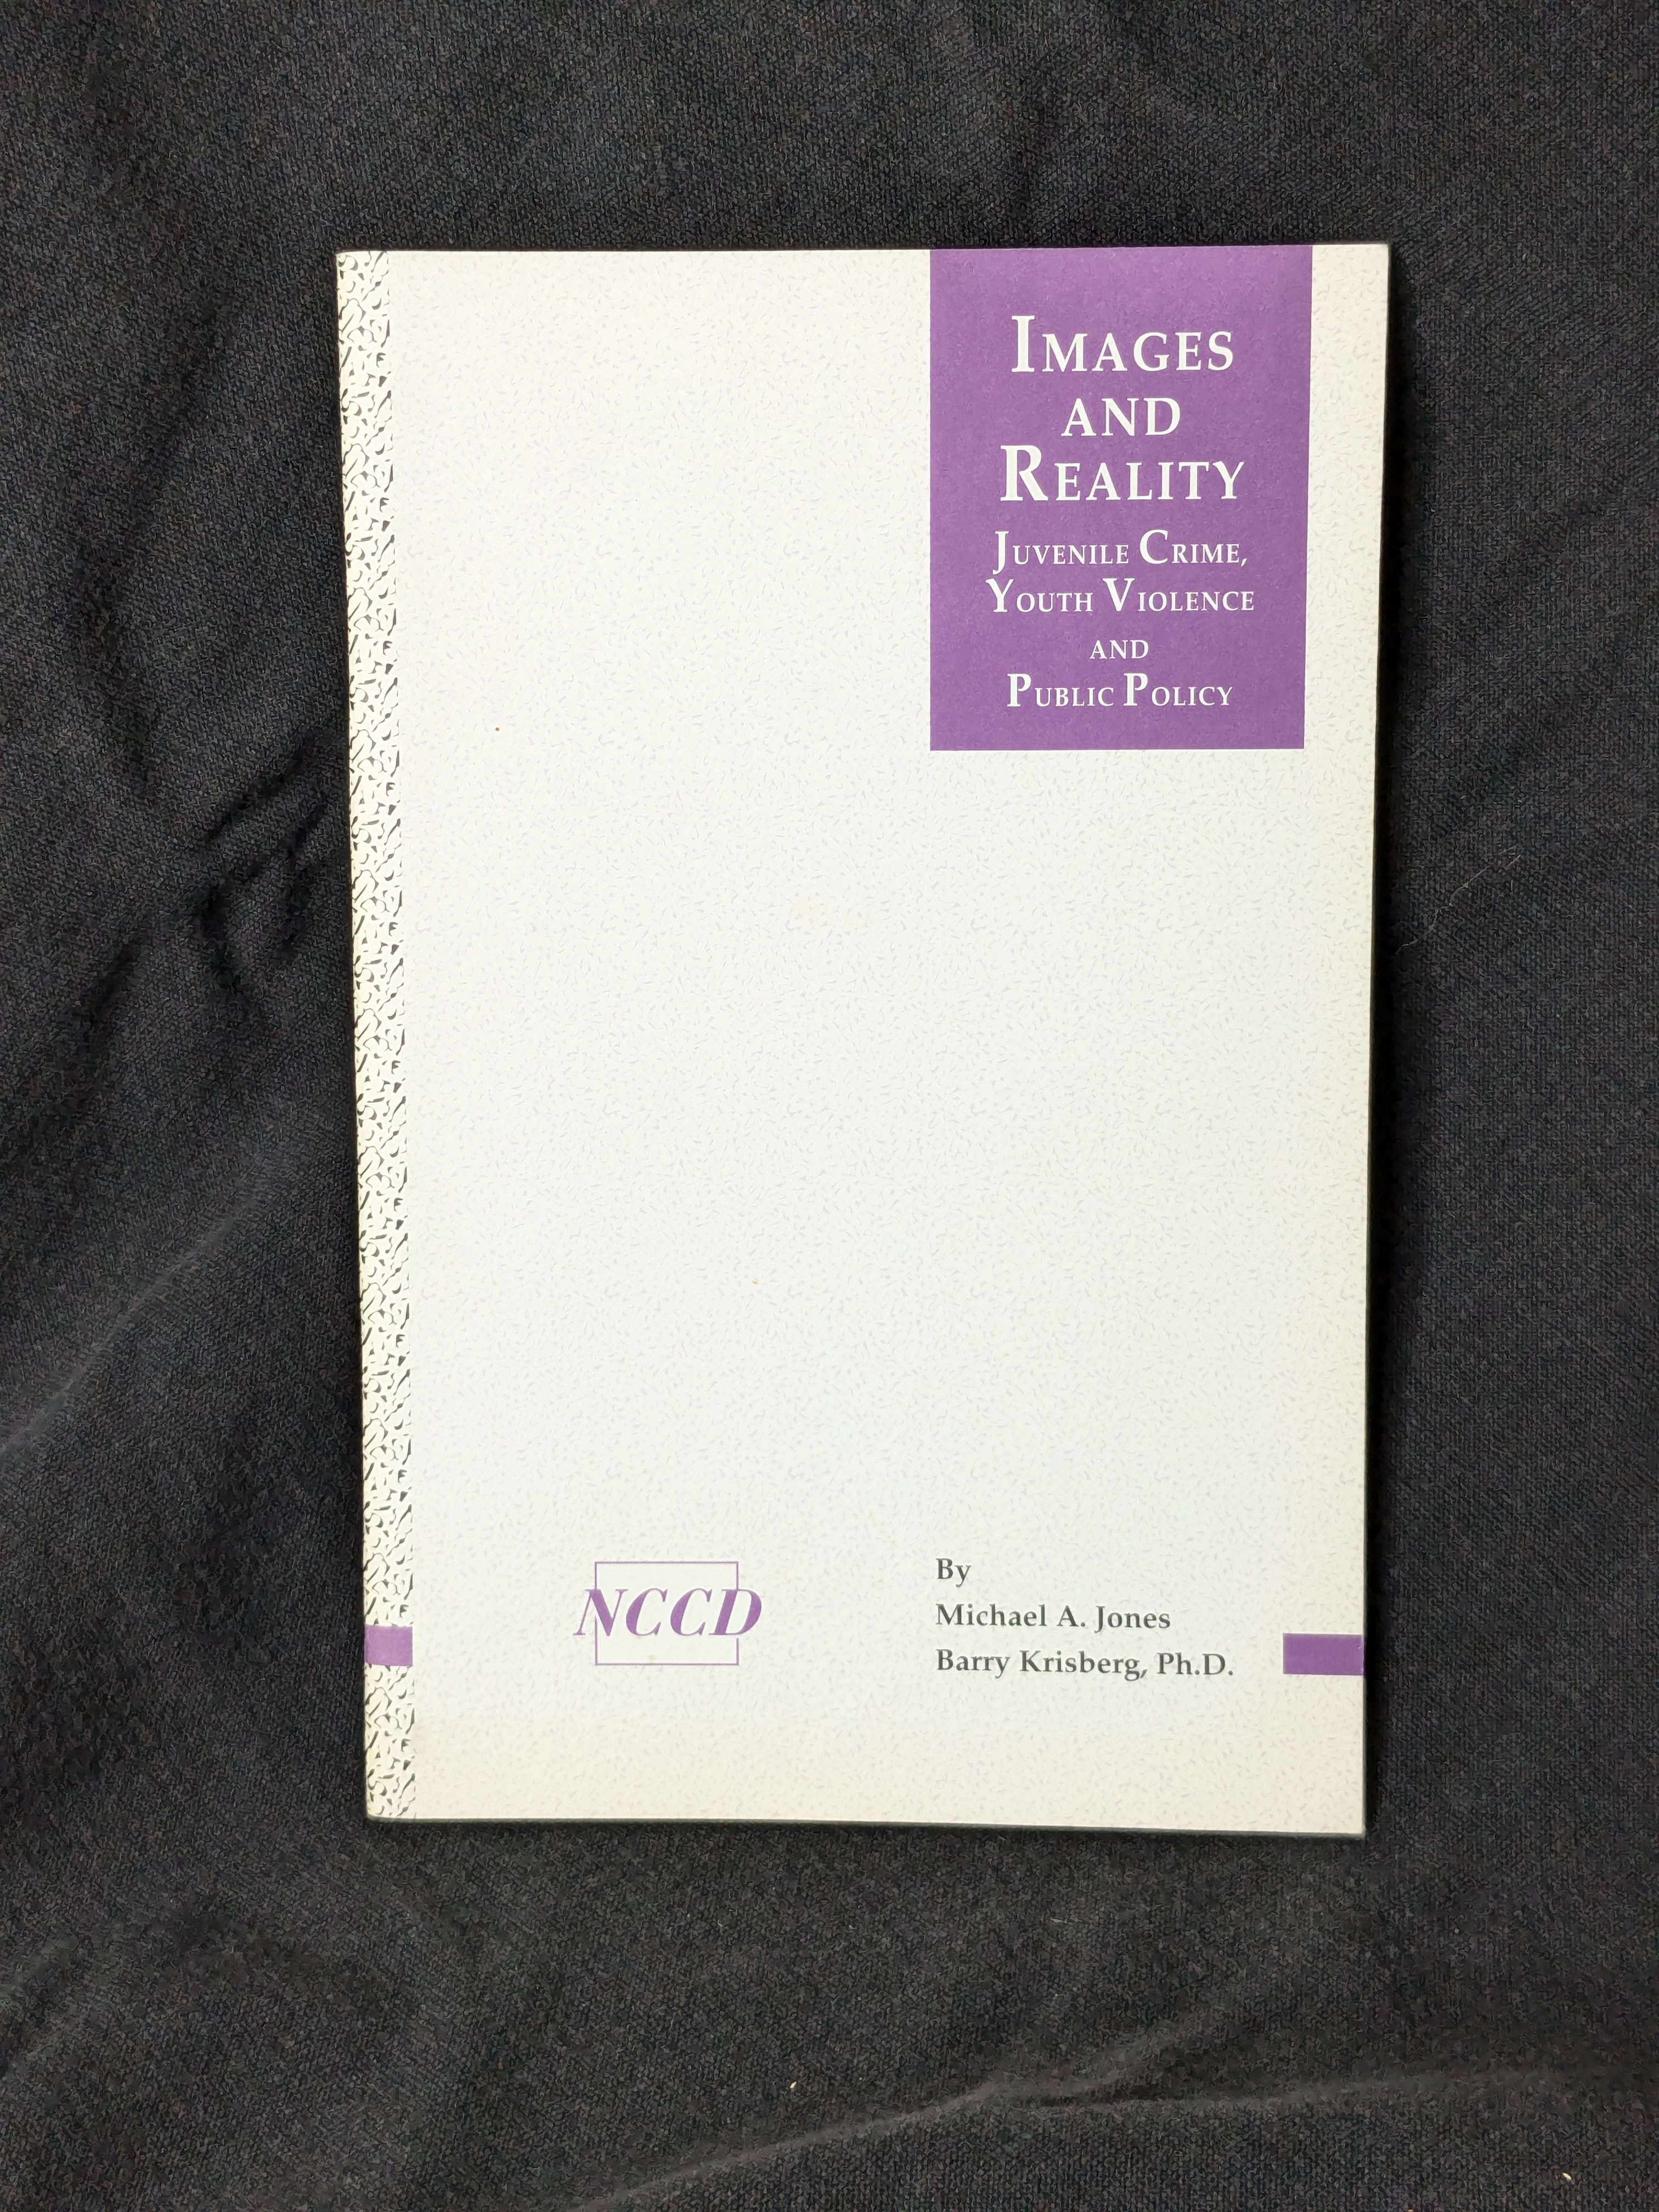 IMAGES
AND
REALITY
JUVENILE CRIME,
YOUTH VIOLENCE
AND
PUBLIC POLICY
NCCD
By
Michael A. Jones
Barry Krisberg, Ph.D.